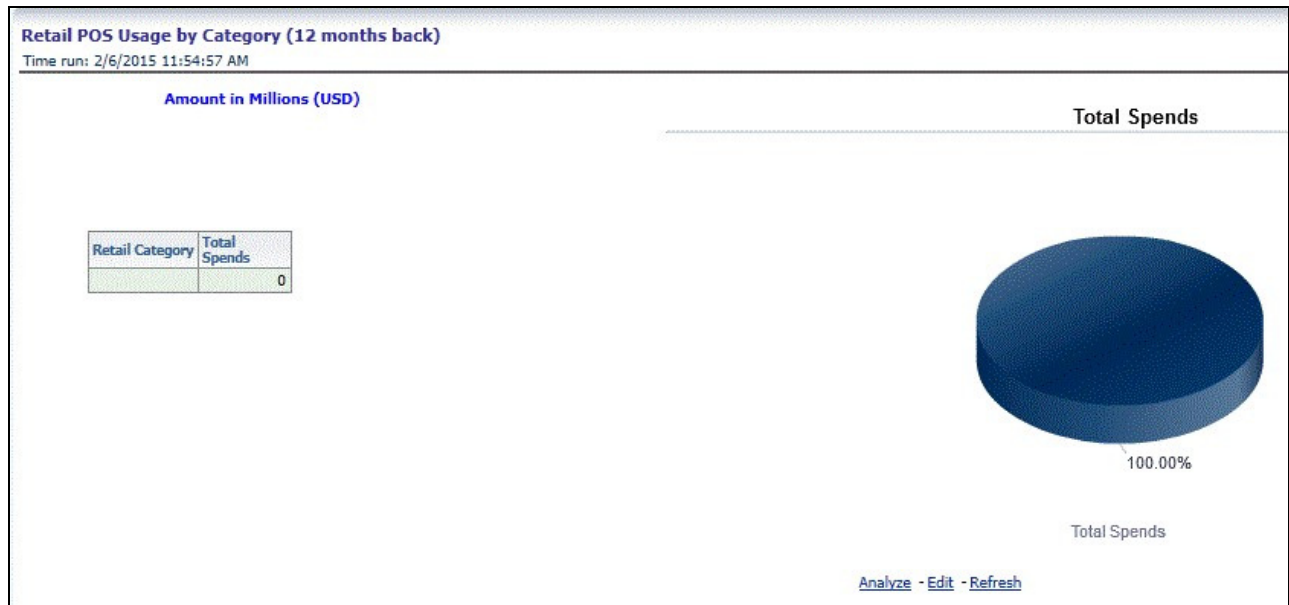 Retail POS Usage by Category (12 months back)
Time run: 2/6/2015 11:54:57 AM
Amount in Millions (USD)
Total Spends
Retail Category Total Spends
0
100.00%
Total Spends
Analyze - Edit - Refresh